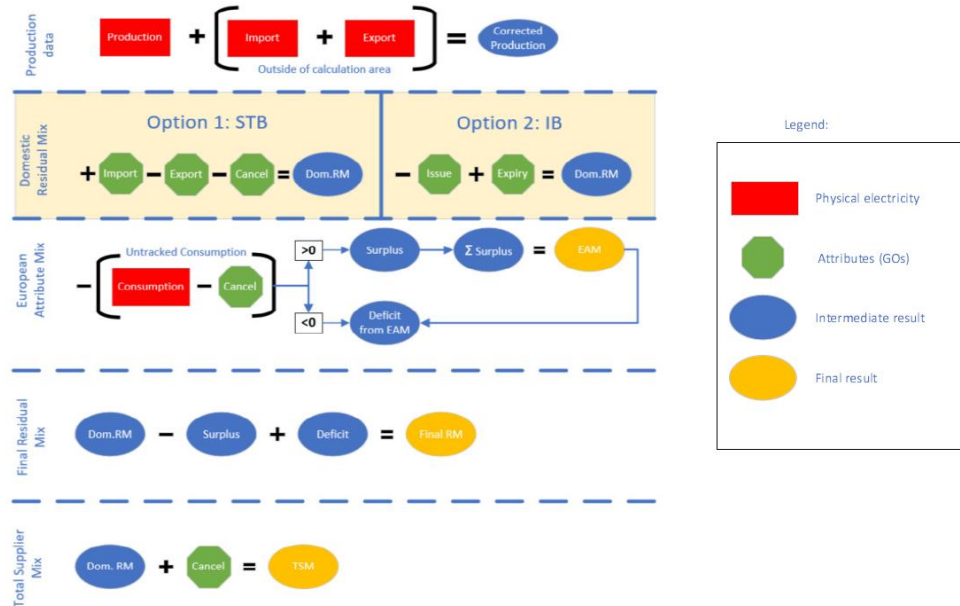 Production data
Production + ( Import + Export ) = Corrected Production
Outside of calculation area
Domestic Residual Mix
Option 1: STB
+ Import - Export - Cancel = Dom.RM
Option 2: IB
- Issue + Expiry = Dom.RM
European Attribute Mix
Untracked Consumption
- ( Consumption - Cancel )
>0
Surplus
Σ Surplus = EAM
<0
Deficit
from EAM
Final Residual Mix
Dom.RM - Surplus + Deficit = Final RM
Total Supplier Mix
Dom. RM + Cancel = TSM
Legend:
Physical electricity
Attributes (GOs)
Intermediate result
Final result